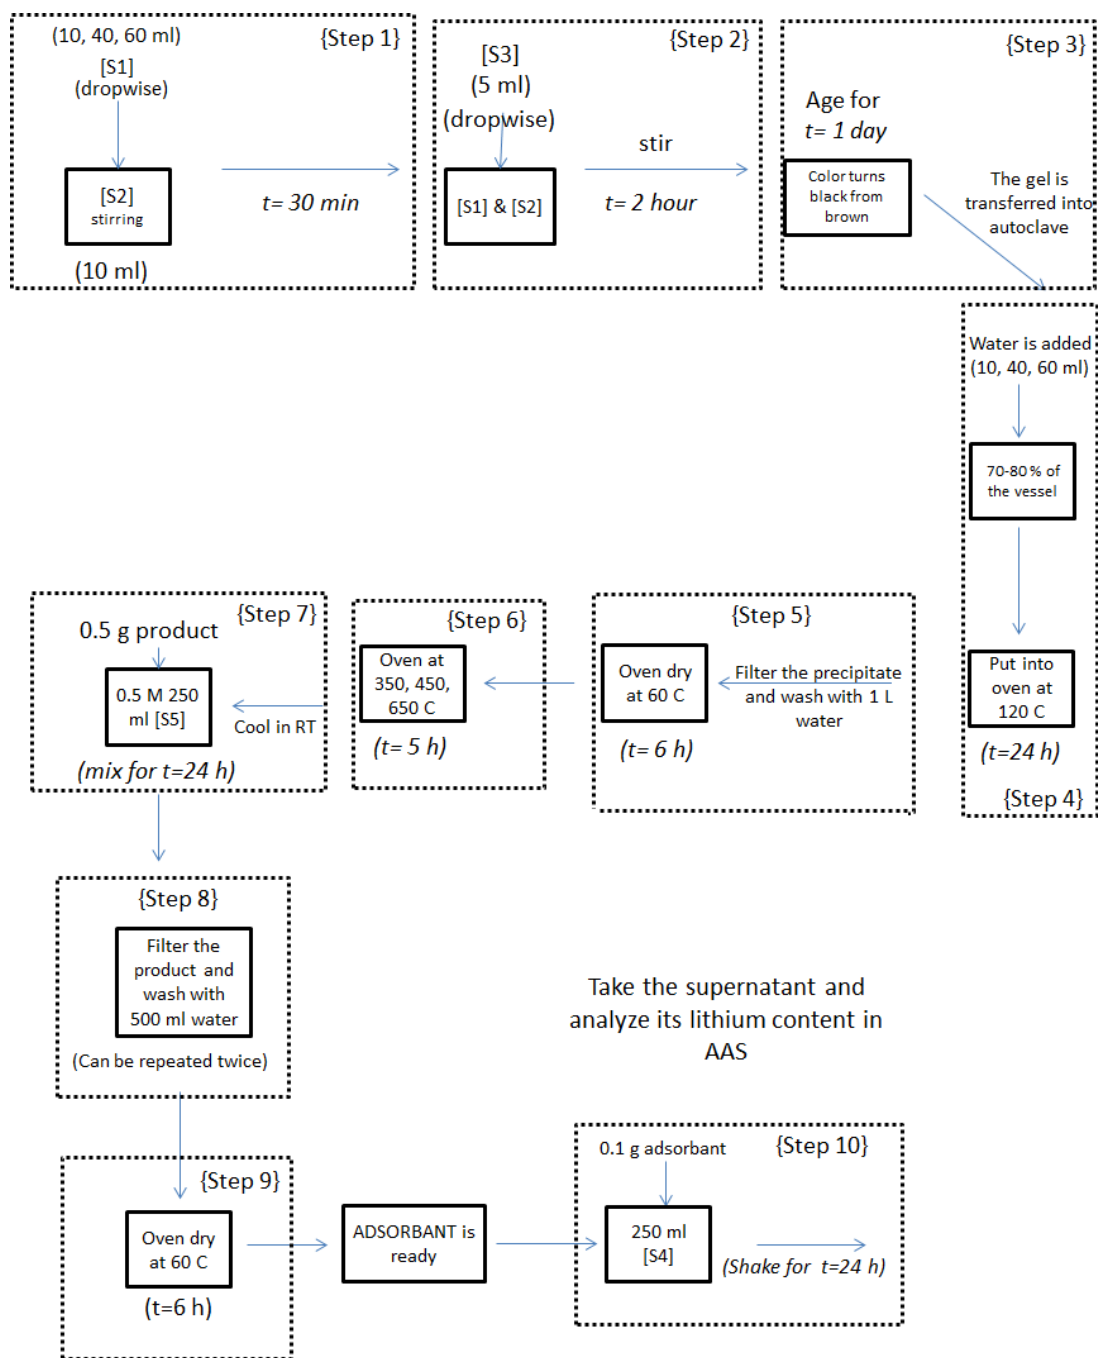 (10, 40, 60 ml)
[S1]
(dropwise)
{Step 1}
[S2]
stirring
(10 ml)
t= 30 min
[S3]
(5 ml)
(dropwise)
{Step 2}
[S1] & [S2]
stir
t= 2 hour
{Step 3}
Age for
t= 1 day
Color turns
black from
brown
The gel is
transferred into
autoclave
Water is added
(10, 40, 60 ml)
70-80 % of
the vessel
Put into
oven at
120 C
(t=24 h)
{Step 4}
{Step 5}
Filter the precipitate
and wash with 1 L
water
Oven dry
at 60 C
(t= 6 h)
{Step 6}
Oven at
350, 450,
650 C
(t= 5 h)
{Step 7}
0.5 g product
0.5 M 250
ml [S5]
Cool in RT
(mix for t=24 h)
{Step 8}
Filter the
product and
wash with
500 ml water
(Can be repeated twice)
Take the supernatant and
analyze its lithium content in
AAS
{Step 9}
Oven dry
at 60 C
(t=6 h)
ADSORBANT is
ready
0.1 g adsorbant
{Step 10}
250 ml
[S4]
(Shake for t=24 h)